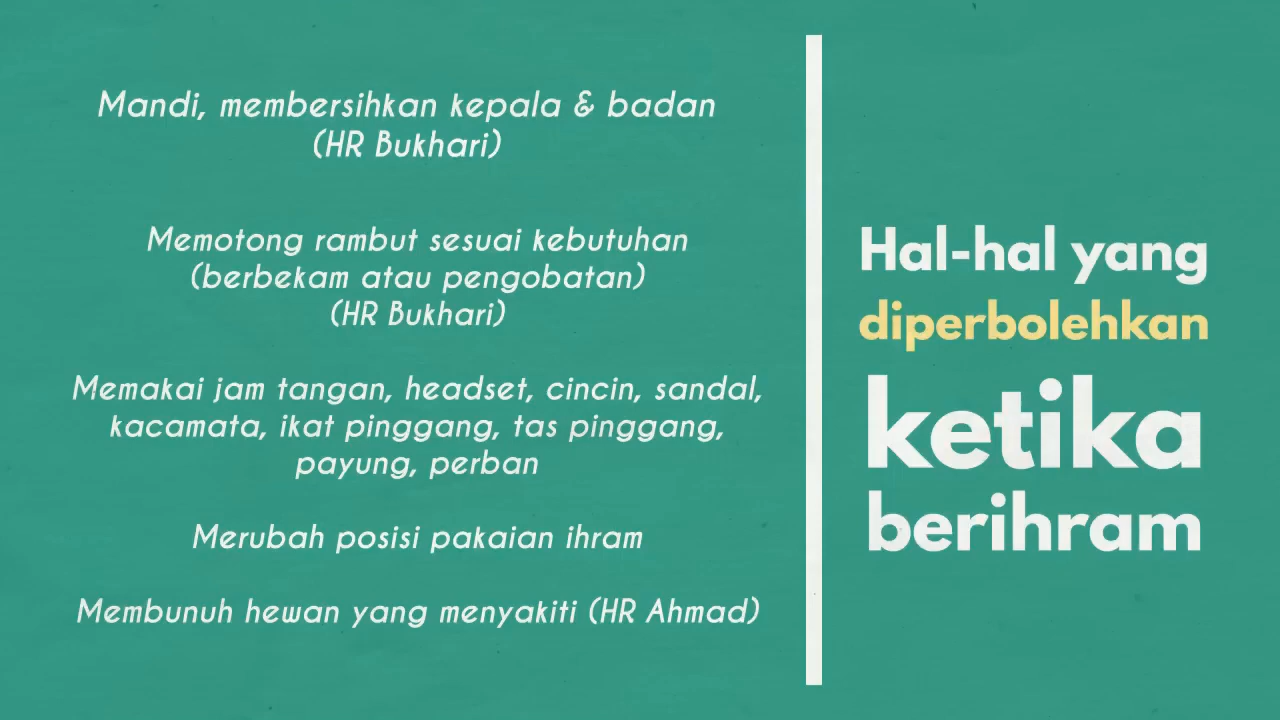 Mandi, membersihkan kepala & badan
(HR Bukhari)
Memotong rambut sesuai kebutuhan
(berbekam atau pengobatan)
(HR Bukhari)
Memakai jam tangan, headset, cincin, sandal,
kacamata, ikat pinggang, tas pinggang,
payung, perban
Merubah posisi pakaian ihram
Membunuh hewan yang menyakiti (HR Ahmad)
Hal-hal yang
diperbolehkan
ketika
berihram